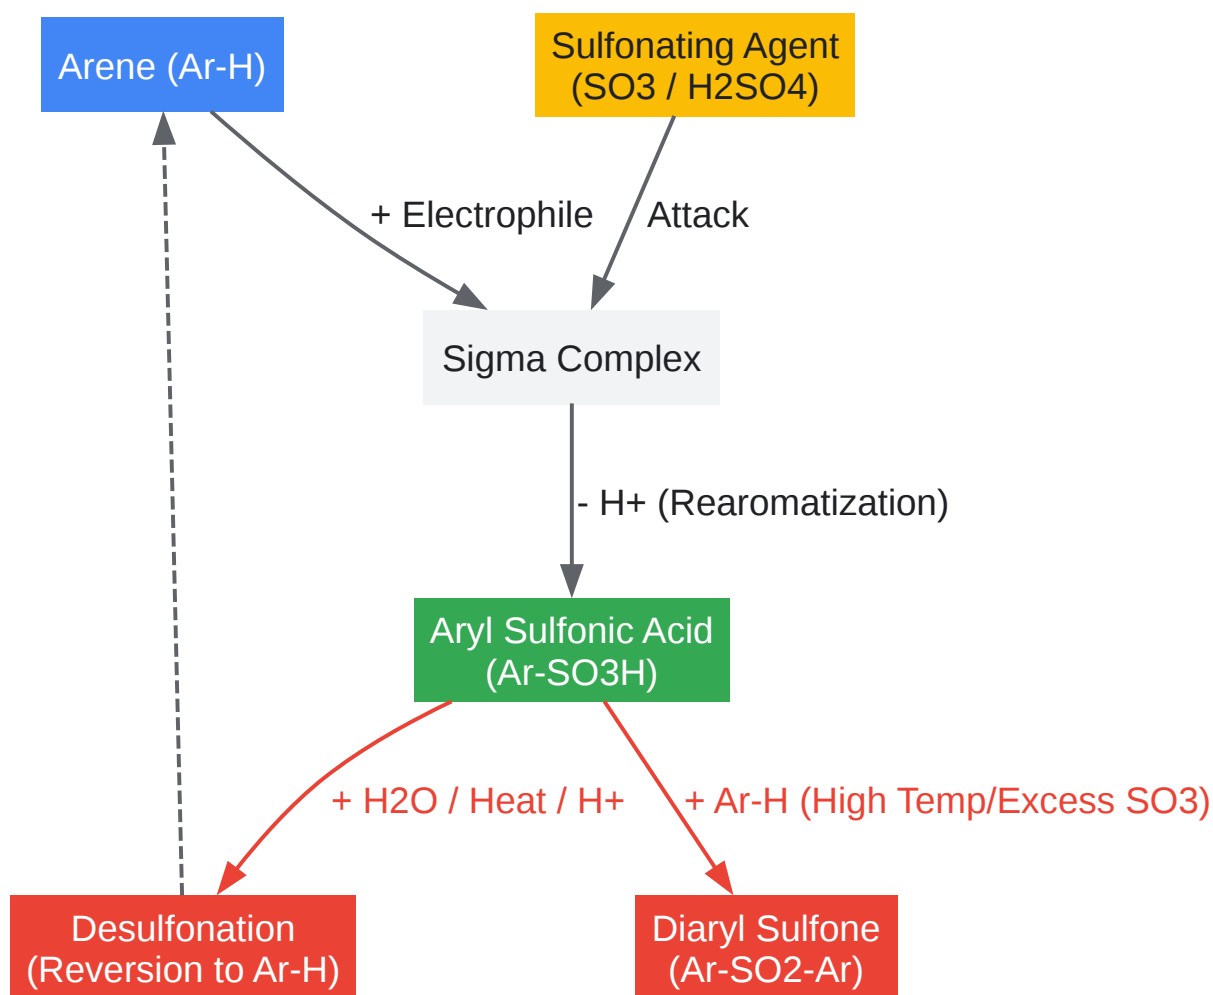 Arene (Ar-H)
Sulfonating Agent
(SO3 / H2SO4)
+ Electrophile
Attack
Sigma Complex
- H+ (Rearomatization)
Aryl Sulfonic Acid
(Ar-SO3H)
+ H2O / Heat / H+
+ Ar-H (High Temp/Excess SO3)
Desulfonation
(Reversion to Ar-H)
Diaryl Sulfone
(Ar-SO2-Ar)